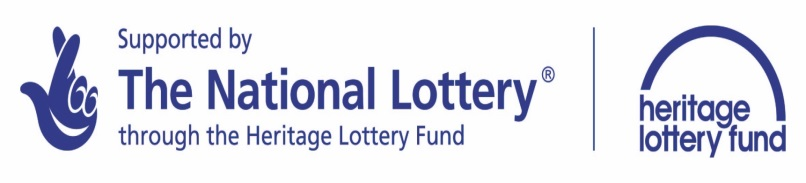 Supported by
The National Lottery®
through the Heritage Lottery Fund
heritage
lottery fund